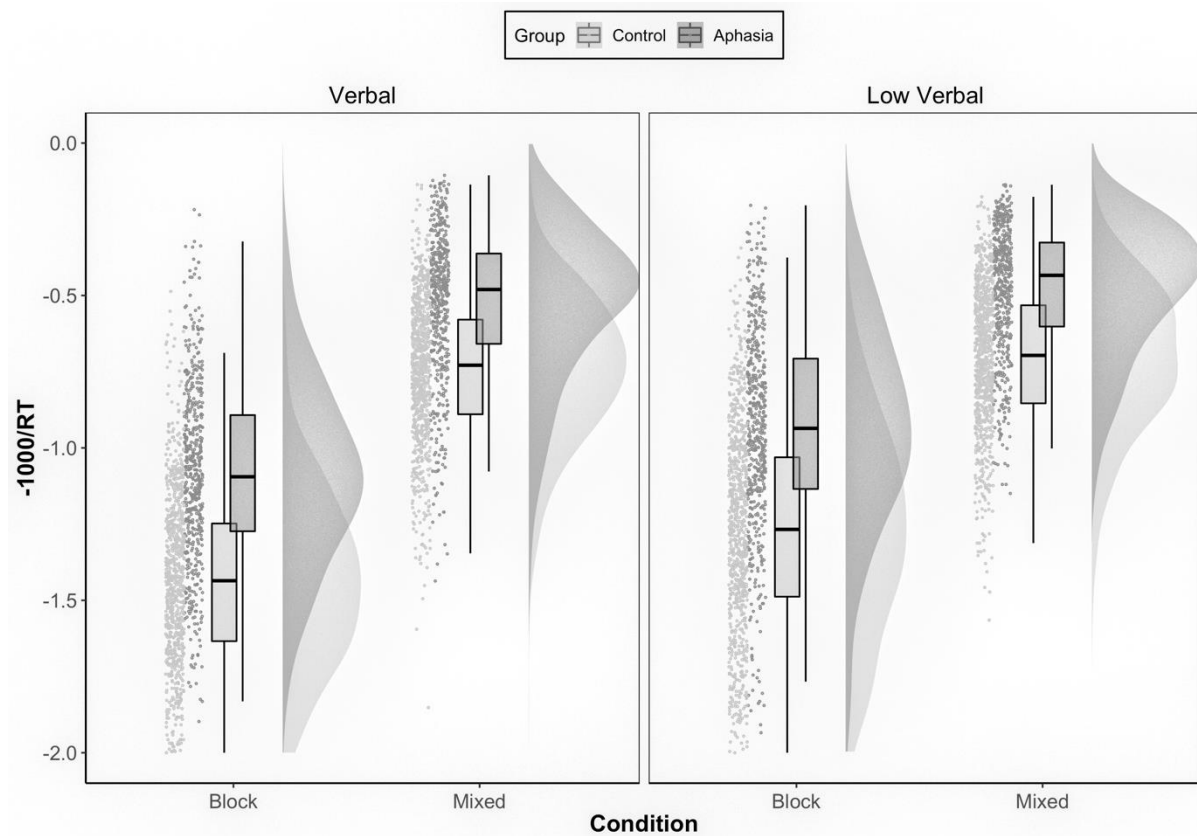 Group Control Aphasia
Verbal
Low Verbal
0.0
-0.5
-1.0
-1.5
-2.0
-1000/RT
Block Mixed
Block Mixed
Condition